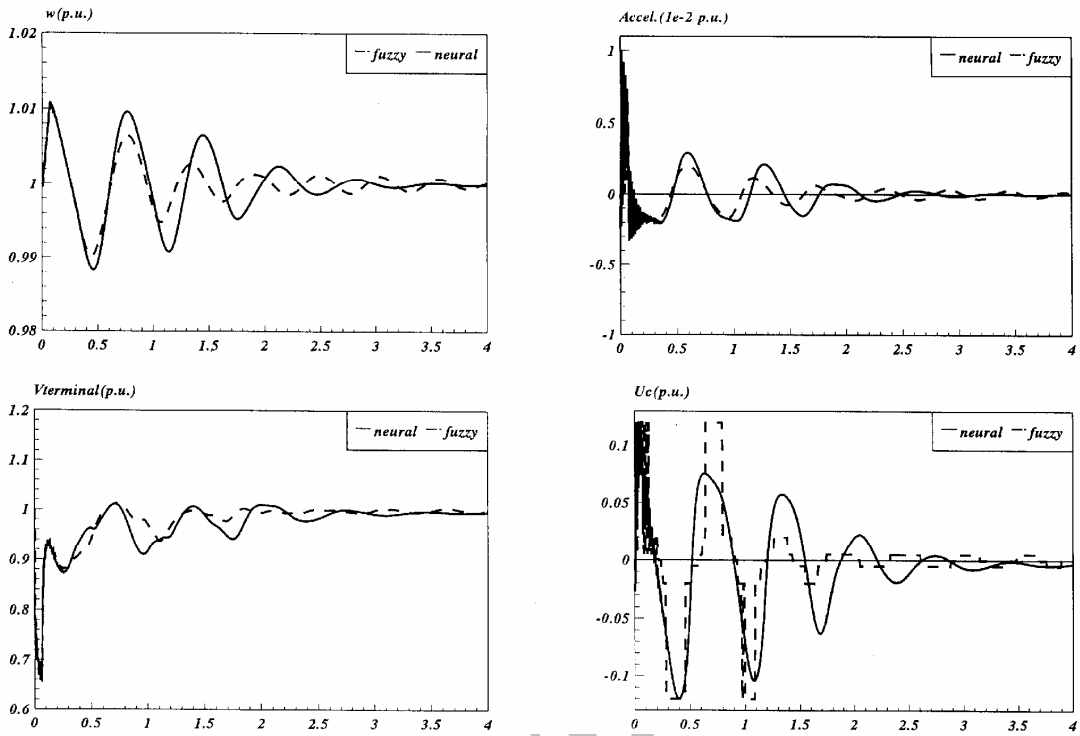 w(p.u.)
1.02
1.01
1
0.99
0.98
0 0.5 1 1.5 2 2.5 3 3.5 4
fuzzy neural
Accel.(1e-2 p.u.)
1
0.5
0
-0.5
-1
0 0.5 1 1.5 2 2.5 3 3.5 4
neural fuzzy
Vterminal(p.u.)
1.2
1.1
1
0.9
0.8
0.7
0.6
0 0.5 1 1.5 2 2.5 3 3.5 4
neural fuzzy
Uc(p.u.)
0.1
0.05
0
-0.05
-0.1
0 0.5 1 1.5 2 2.5 3 3.5 4
neural fuzzy